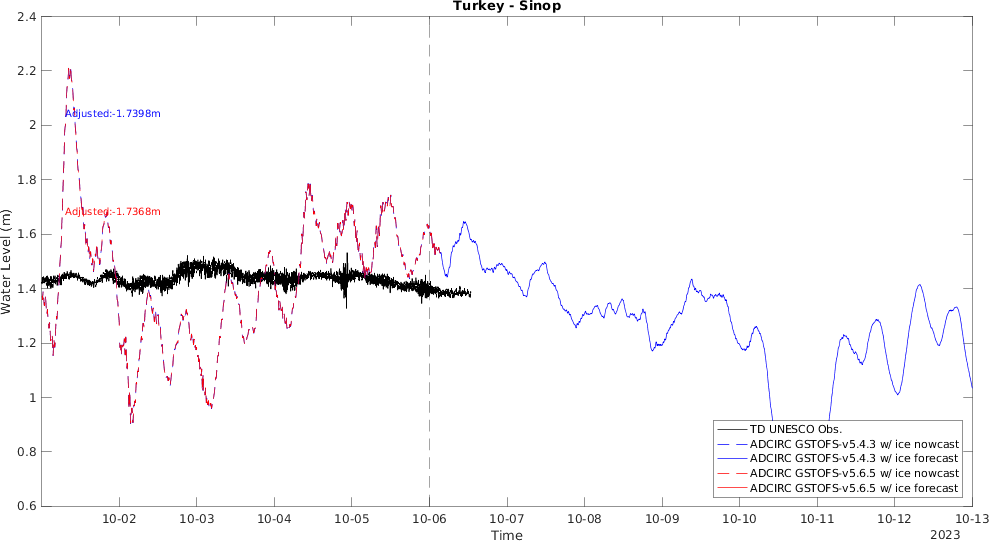 Turkey - Sinop
2.4
2.2
2
1.8
1.6
1.4
1.2
1
0.8
0.6
Water Level (m)
Adjusted:-1.7398m
Adjusted:-1.7368m
TD UNESCO Obs.
ADCIRC GSTOFS-v5.4.3 w/ ice nowcast
ADCIRC GSTOFS-v5.4.3 w/ ice forecast
ADCIRC GSTOFS-v5.6.5 w/ ice nowcast
ADCIRC GSTOFS-v5.6.5 w/ ice forecast
10-02 10-03 10-04 10-05 10-06 10-07 10-08 10-09 10-10 10-11 10-12 10-13
Time
2023